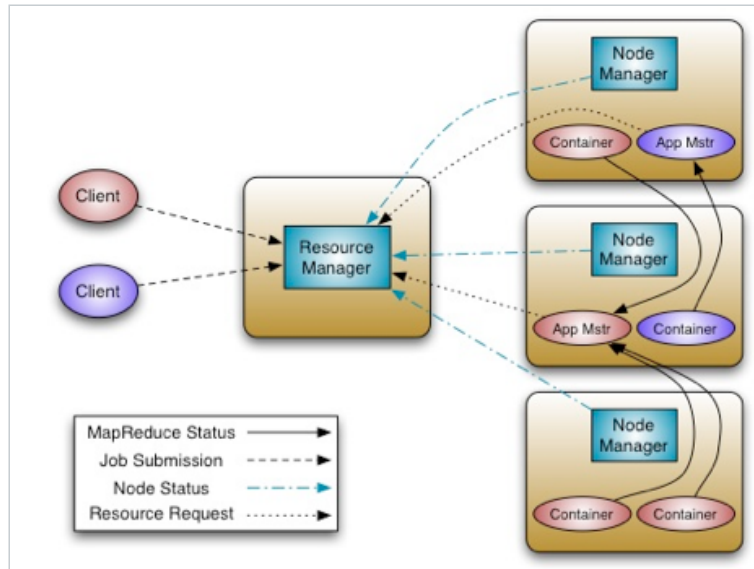 Node
Manager
Container
App Mstr
Client
Resource
Manager
Node
Manager
Client
App Mstr
Container
MapReduce Status
Job Submission
Node Status
Resource Request
Node
Manager
Container
Container